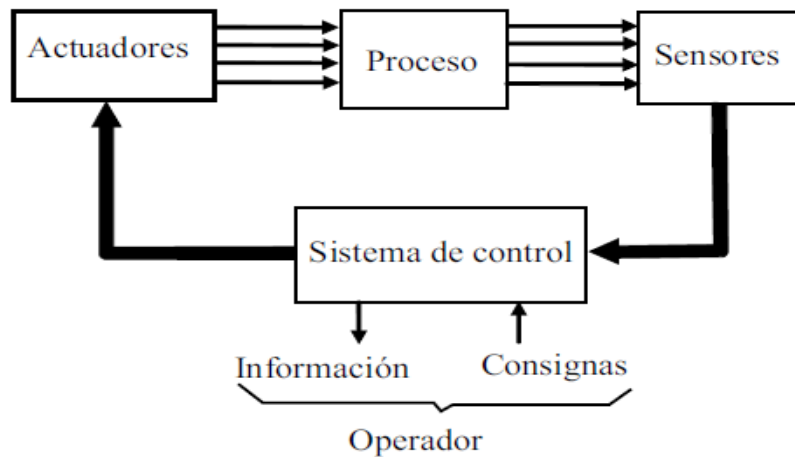 Actuadores
Proceso
Sensores
Sistema de control
Información
Consignas
Operador